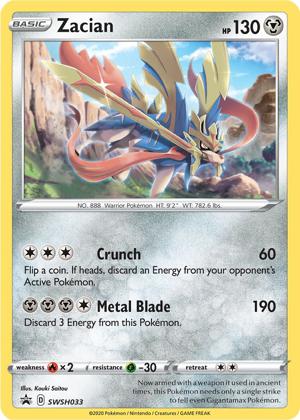 BASIC Zacian HP 130
NO. 888 Warrior Pokémon HT: 9'2" WT: 782.6 lbs.
Crunch 60
Flip a coin. If heads, discard an Energy from your opponent's
Active Pokémon.
Metal Blade 190
Discard 3 Energy from this Pokémon.
weakness ×2 resistance -30 retreat
Now armed with a weapon it used in ancient
times, this Pokémon needs only a single strike
to fell even Gigantamax Pokémon.
Illus. Kouki Saitou
D SWSH033
©2020 Pokémon / Nintendo / Creatures / GAME FREAK